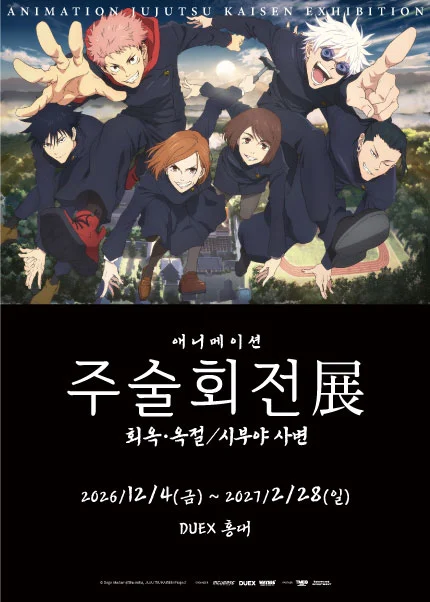 ANIMATION JUJUTSU KAISEN EXHIBITION
애니메이션
주술회전展
회옥·옥절/시부야 사변
2026/12/4(금) ~ 2027/2/28(일)
DUEX 홍대
DUEX